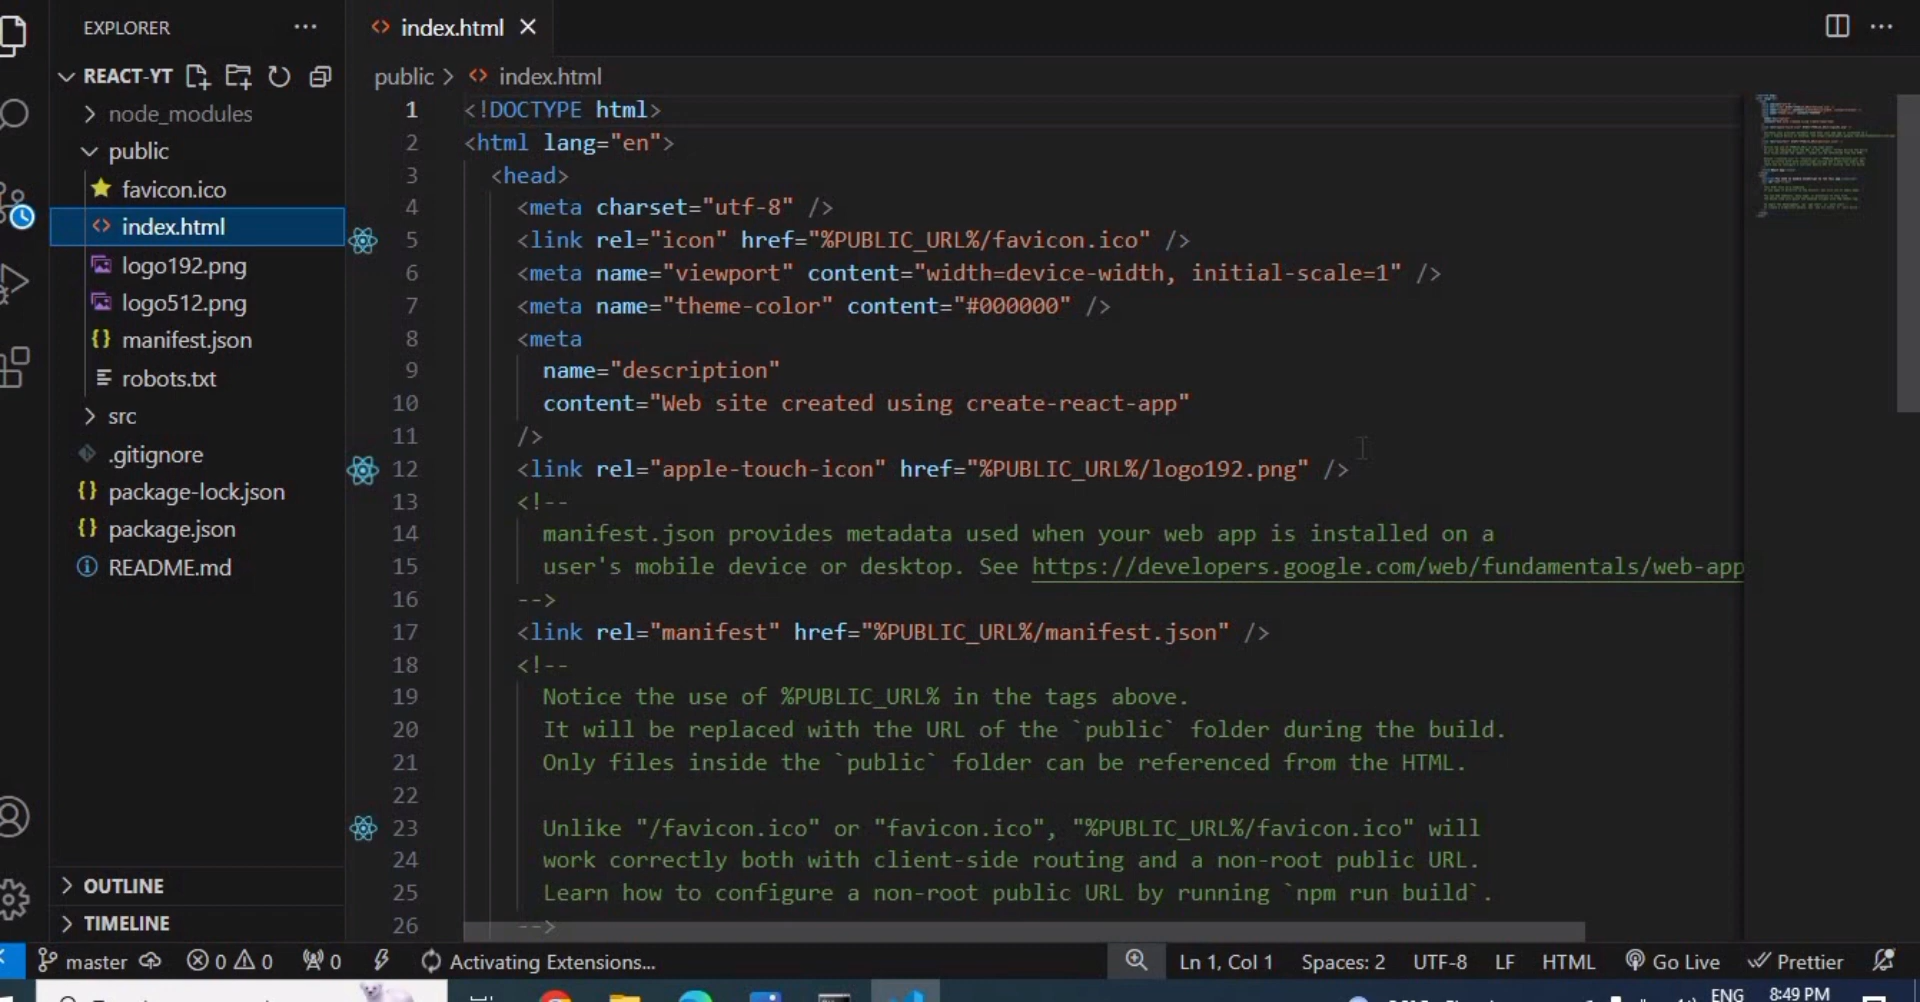 EXPLORER
index.html
REACT-YT
node_modules
public
favicon.ico
index.html
logo192.png
logo512.png
manifest.json
robots.txt
src
.gitignore
package-lock.json
package.json
README.md
OUTLINE
TIMELINE
public > index.html
1 <!DOCTYPE html>
2 <html lang="en">
3 <head>
4 <meta charset="utf-8" />
5 <link rel="icon" href="%PUBLIC_URL%/favicon.ico" />
6 <meta name="viewport" content="width=device-width, initial-scale=1" />
7 <meta name="theme-color" content="#000000" />
8 <meta
9 name="description"
10 content="Web site created using create-react-app"
11 />
12 <link rel="apple-touch-icon" href="%PUBLIC_URL%/logo192.png" />
13 <!--
14 manifest.json provides metadata used when your web app is installed on a
15 user's mobile device or desktop. See https://developers.google.com/web/fundamentals/web-app
16 -->
17 <link rel="manifest" href="%PUBLIC_URL%/manifest.json" />
18 <!--
19 Notice the use of %PUBLIC_URL% in the tags above.
20 It will be replaced with the URL of the `public` folder during the build.
21 Only files inside the `public` folder can be referenced from the HTML.
22
23 Unlike "/favicon.ico" or "favicon.ico", "%PUBLIC_URL%/favicon.ico" will
24 work correctly both with client-side routing and a non-root public URL.
25 Learn how to configure a non-root public URL by running `npm run build`.
26 -->
master 0 0 0 Activating Extensions... Ln 1, Col 1 Spaces: 2 UTF-8 LF HTML Go Live Prettier
ENG 8:49 PM